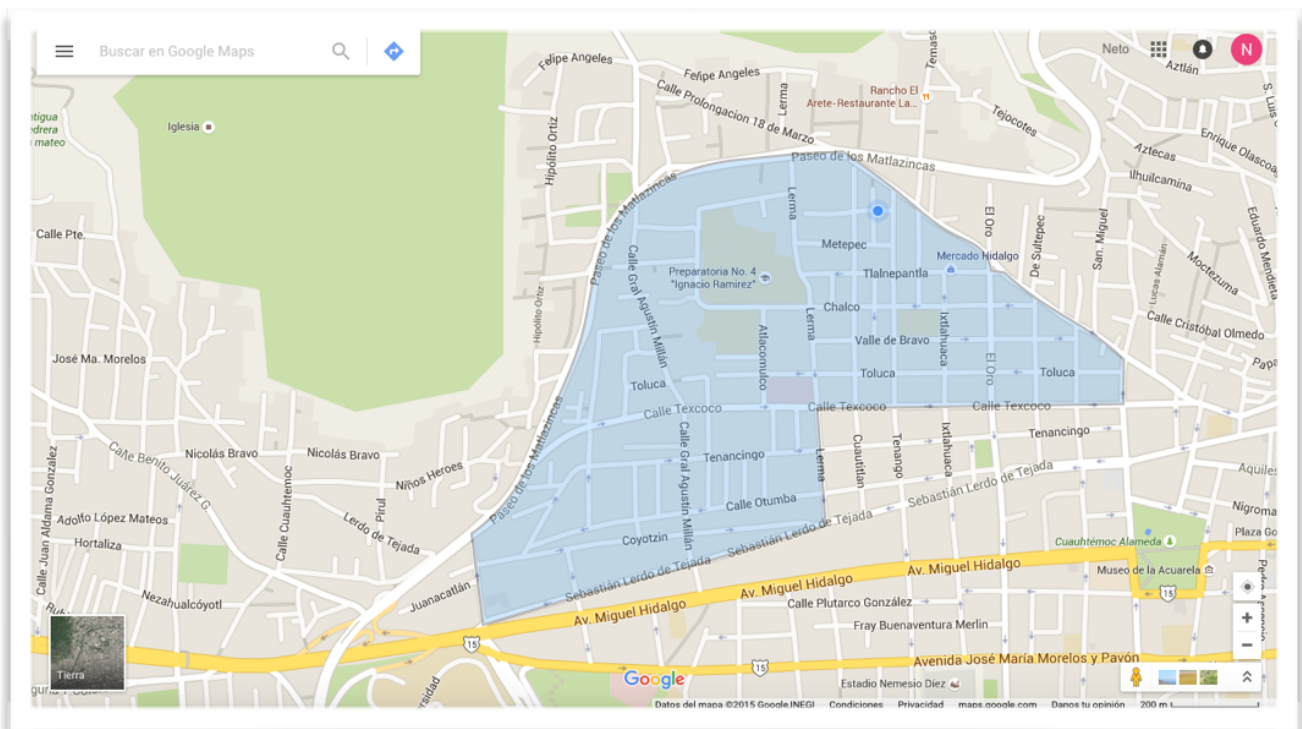 Buscar en Google Maps
Neto
N
Felipe Angeles
Felipe Angeles
Calle Prolongacion 18 de Marzo
Lerma
Rancho El
Arete-Restaurante La...
Tejocotes
Aztlán
Enrique Olascoa
Aztecas
Ilhuilcamina
Iglesia
Hipólito Ortiz
Paseo de los Matlazincas
Paseo de los Matlazincas
Lerma
Calle Pte.
Metepec
El Oro
De Sultepec
San. Miguel
Eduardo Mendieta
Mercado Hidalgo
Moctezuma
Lucas Alamán
Preparatoria No. 4
"Ignacio Ramirez"
Tlalnepantla
Calle Gral Agustín Millán
Hipólito Ortiz
Chalco
Lerma
Atlacomulco
Ixtlahuaca
Calle Cristóbal Olmedo
Valle de Bravo
El Oro
José Ma. Morelos
Toluca
Toluca
Toluca
Calle Texcoco
Calle Texcoco
Calle Texcoco
Paseo de los Matlazincas
Calle Gral Agustín Millán
Tenancingo
Tenancingo
Lerma
Cuautitlán
Tenango
Ixtlahuaca
Calle Benito Juárez G.
Nicolás Bravo
Nicolás Bravo
Niños Heroes
Sebastián Lerdo de Tejada
Calle Juan Aldama Gonzalez
Calle Cuauhtemoc
Pirul
Lerdo de Tejada
Calle Otumba
Adolfo López Mateos
Hortaliza
Coyotzin
Sebastián Lerdo de Tejada
Sebastián Lerdo de Tejada
Cuauhtémoc Alameda
Plaza Go
Av. Miguel Hidalgo
Av. Miguel Hidalgo
Av. Miguel Hidalgo
Museo de la Acuarela
15
Juanacatlán
Nezahualcóyotl
Calle Plutarco González
Fray Buenaventura Merlin
15
15
Avenida José María Morelos y Pavón
Tierra
Google
Estadio Nemesio Díez
Datos del mapa ©2015 Google, INEGI Condiciones Privacidad maps.google.com Danos tu opinión 200 m